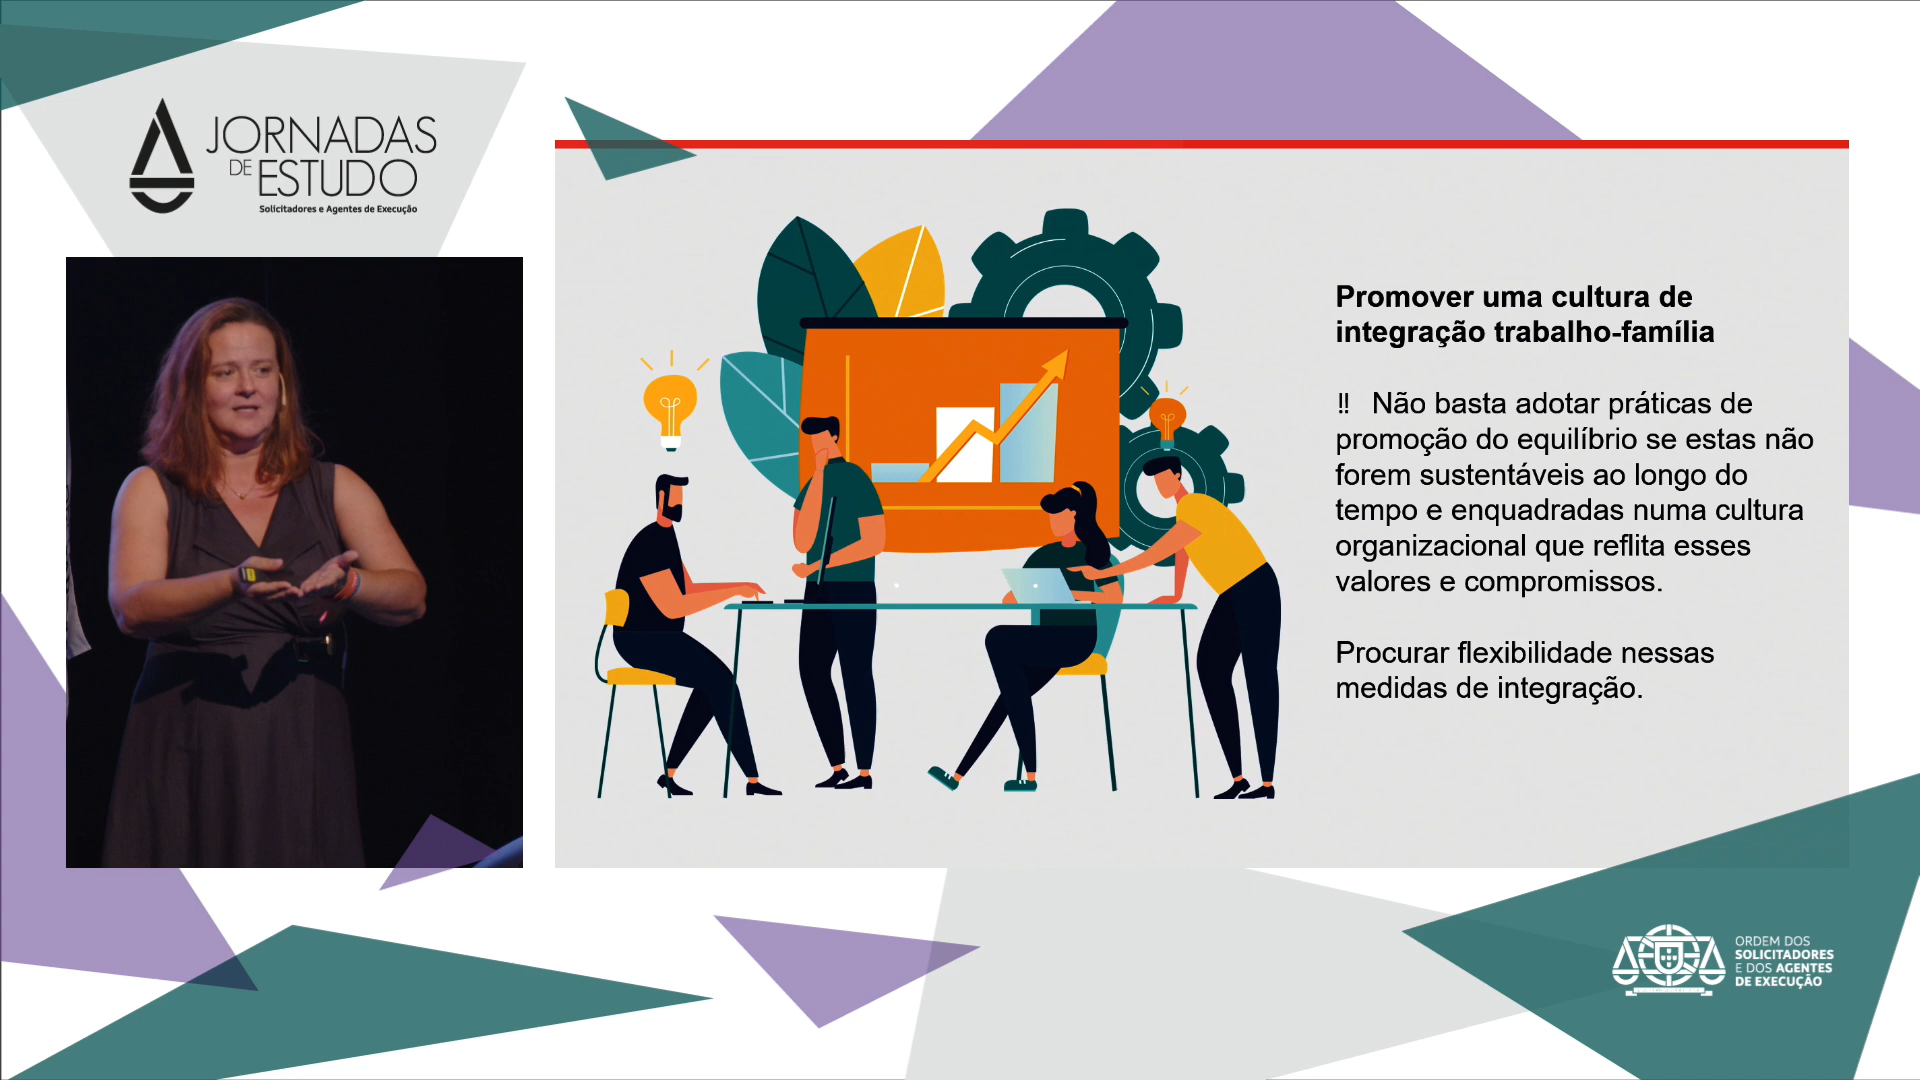 JORNADAS
DE ESTUDO
Solicitadores e Agentes de Execução
Promover uma cultura de
integração trabalho-família
‼ Não basta adotar práticas de
promoção do equilíbrio se estas não
forem sustentáveis ao longo do
tempo e enquadradas numa cultura
organizacional que reflita esses
valores e compromissos.
Procurar flexibilidade nessas
medidas de integração.
ORDEM DOS
SOLICITADORES
E DOS AGENTES
DE EXECUÇÃO